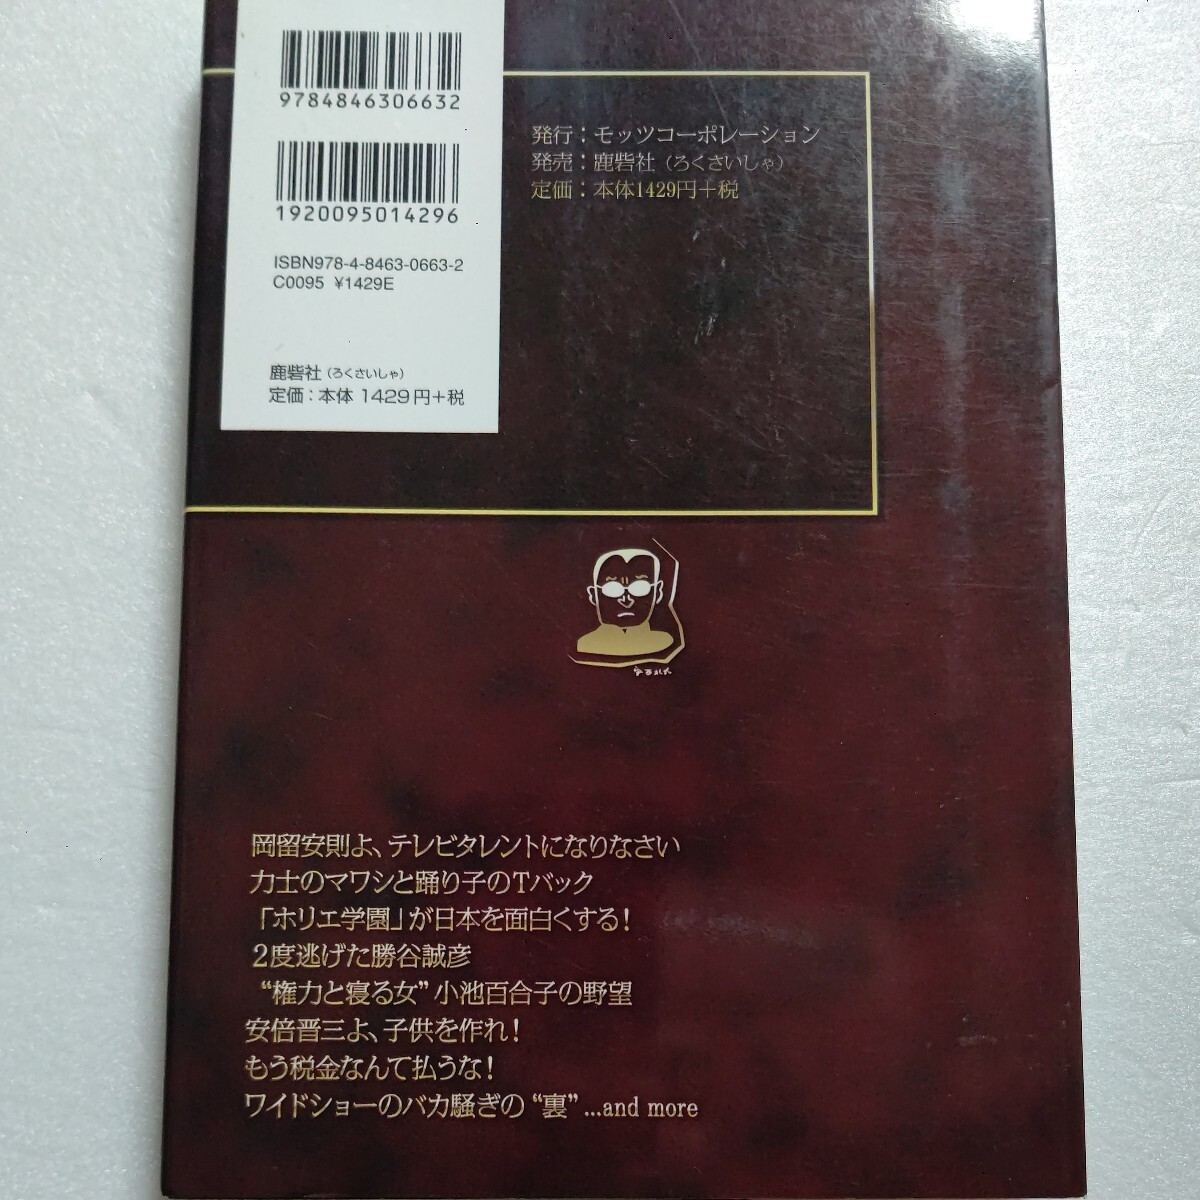 9784846306632
発行：モッツコーポレーション
発売：鹿砦社（ろくさいしゃ）
定価：本体1429円＋税
1920095014296
ISBN978-4-8463-0663-2
C0095 ¥1429E
鹿砦社（ろくさいしゃ）
定価：本体 1429円＋税
岡留安則よ、テレビタレントになりなさい
力士のマワシと踊り子のTバック
「ホリエ学園」が日本を面白くする！
2度逃げた勝谷誠彦
“権力と寝る女”小池百合子の野望
安倍晋三よ、子供を作れ！
もう税金なんて払うな！
ワイドショーのバカ騒ぎの“裏”...and more